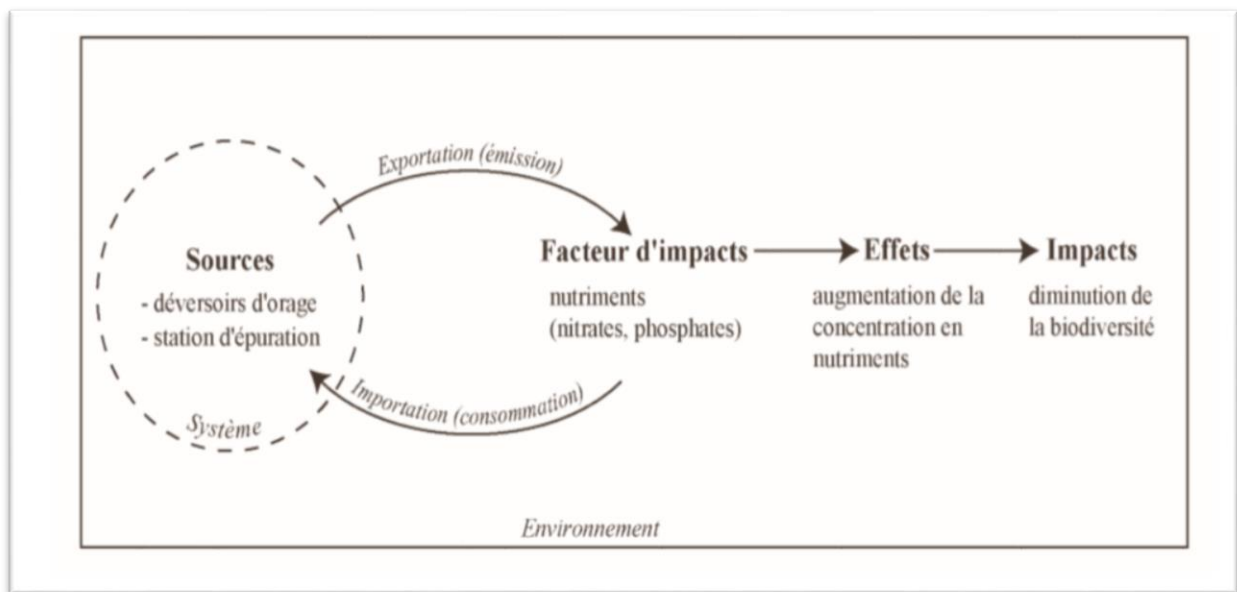 Exportation (émission)
Sources
- déversoirs d'orage
- station d'épuration
Système
Importation (consommation)
Facteur d'impacts
nutriments
(nitrates, phosphates)
Effets
augmentation de la
concentration en
nutriments
Impacts
diminution de
la biodiversité
Environnement